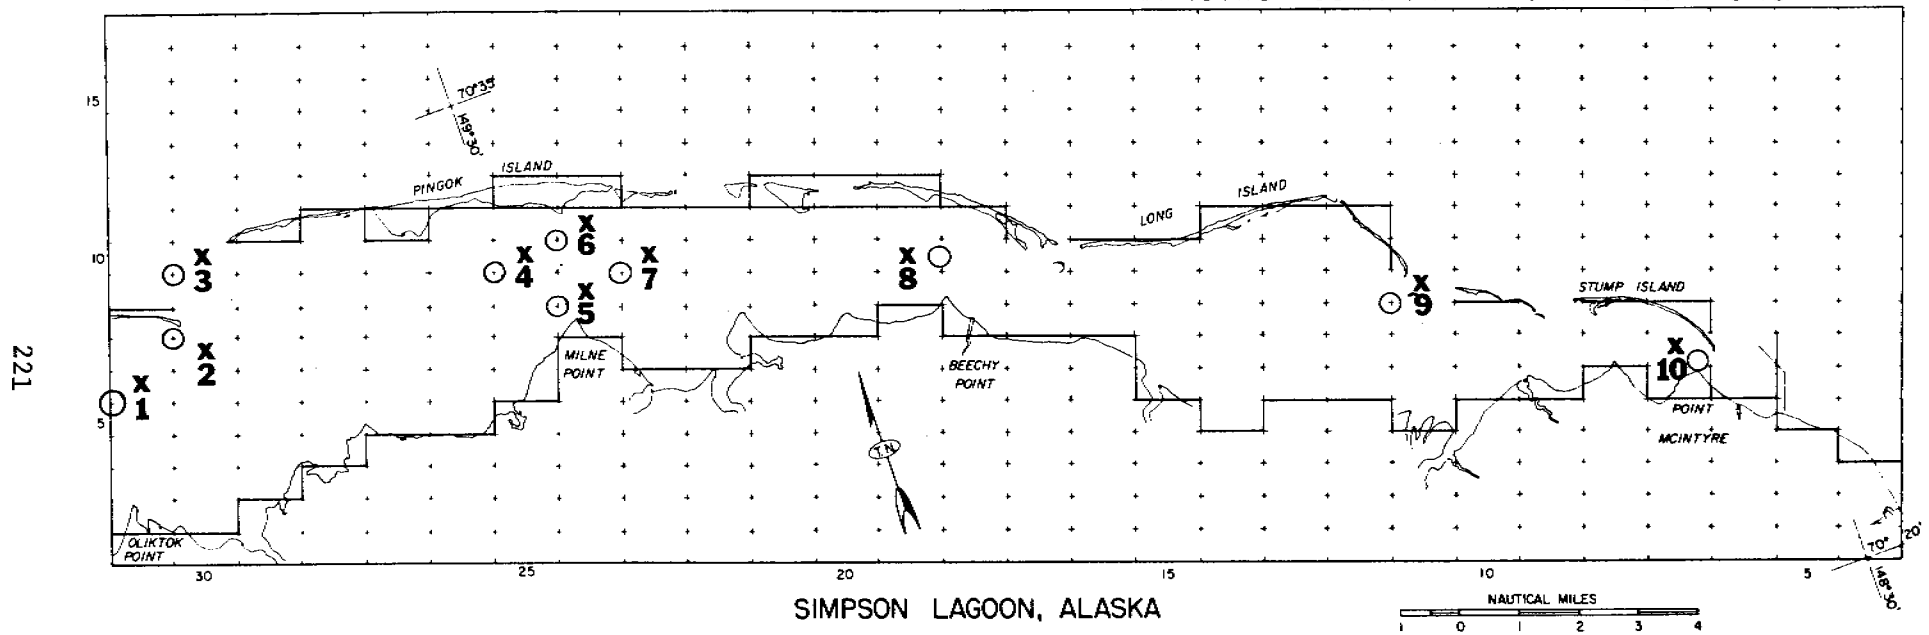 15
70°35'
149°30'
ISLAND
PINGOK
ISLAND
LONG
X
6
X
3
X
4
X
7
X
8
10
X
5
X
9
STUMP ISLAND
X
2
X
10
MILNE
POINT
BEECHY
POINT
221
X
1
5
POINT
MCINTYRE
T.N.
OLIKTOK
POINT
20'
70°
148°30'
30
25
20
15
10
5
SIMPSON LAGOON, ALASKA
NAUTICAL MILES
1 0 1 2 3 4